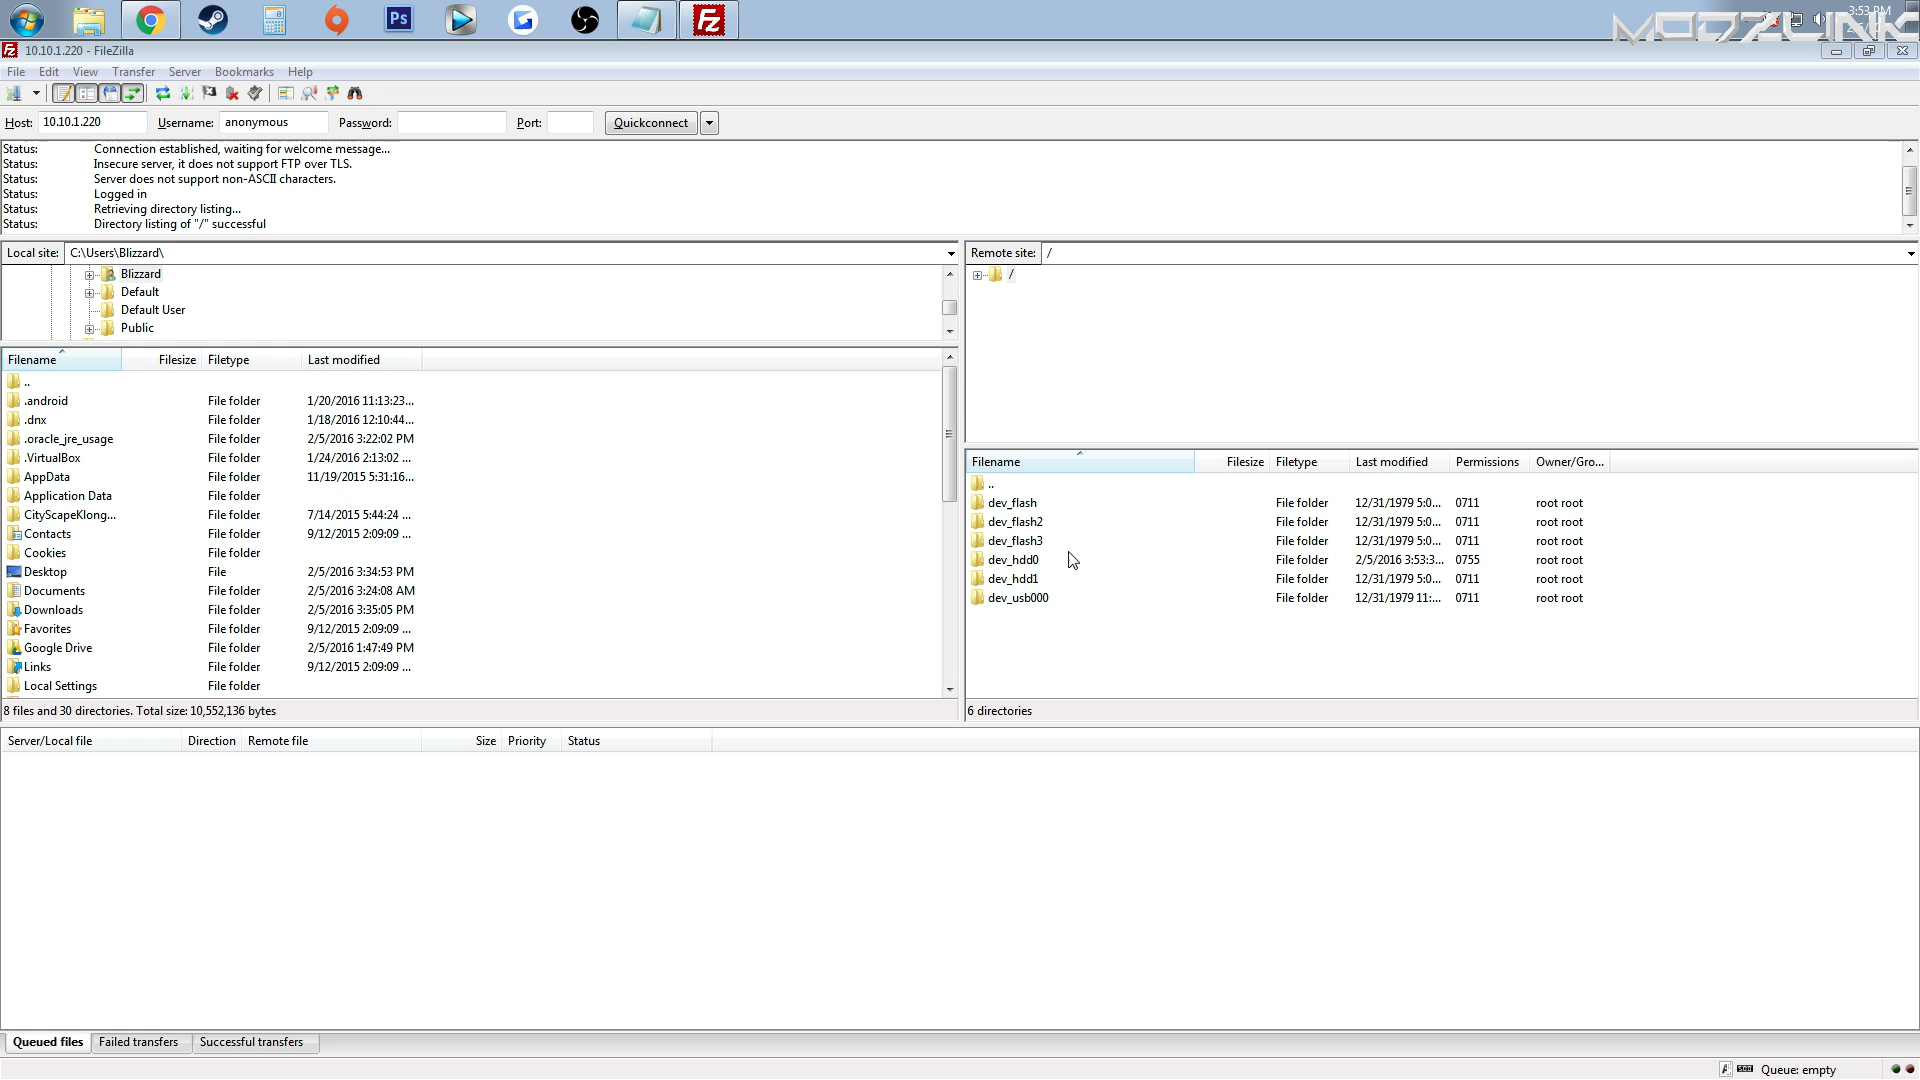 Ps
3:53 PM
MODZLINK
10.10.1.220 - FileZilla
File Edit View Transfer Server Bookmarks Help
Host: 10.10.1.220 Username: anonymous Password: Port: Quickconnect
Status: Connection established, waiting for welcome message...
Status: Insecure server, it does not support FTP over TLS.
Status: Server does not support non-ASCII characters.
Status: Logged in
Status: Retrieving directory listing...
Status: Directory listing of "/" successful
Local site: C:\Users\Blizzard\
Blizzard
Default
Default User
Public
Filename Filesize Filetype Last modified
..
.android File folder 1/20/2016 11:13:23...
.dnx File folder 1/18/2016 12:10:44...
.oracle_jre_usage File folder 2/5/2016 3:22:02 PM
.VirtualBox File folder 1/24/2016 2:13:02 ...
AppData File folder 11/19/2015 5:31:16...
Application Data File folder
CityScapeKlong... File folder 7/14/2015 5:44:24 ...
Contacts File folder 9/12/2015 2:09:09 ...
Cookies File folder
Desktop File 2/5/2016 3:34:53 PM
Documents File folder 2/5/2016 3:24:08 AM
Downloads File folder 2/5/2016 3:35:05 PM
Favorites File folder 9/12/2015 2:09:09 ...
Google Drive File folder 2/5/2016 1:47:49 PM
Links File folder 9/12/2015 2:09:09 ...
Local Settings File folder
8 files and 30 directories. Total size: 10,552,136 bytes
Remote site: /
/
Filename Filesize Filetype Last modified Permissions Owner/Gro...
..
dev_flash File folder 12/31/1979 5:0... 0711 root root
dev_flash2 File folder 12/31/1979 5:0... 0711 root root
dev_flash3 File folder 12/31/1979 5:0... 0711 root root
dev_hdd0 File folder 2/5/2016 3:53:3... 0755 root root
dev_hdd1 File folder 12/31/1979 5:0... 0711 root root
dev_usb000 File folder 12/31/1979 11:... 0711 root root
6 directories
Server/Local file Direction Remote file Size Priority Status
Queued files Failed transfers Successful transfers
Queue: empty